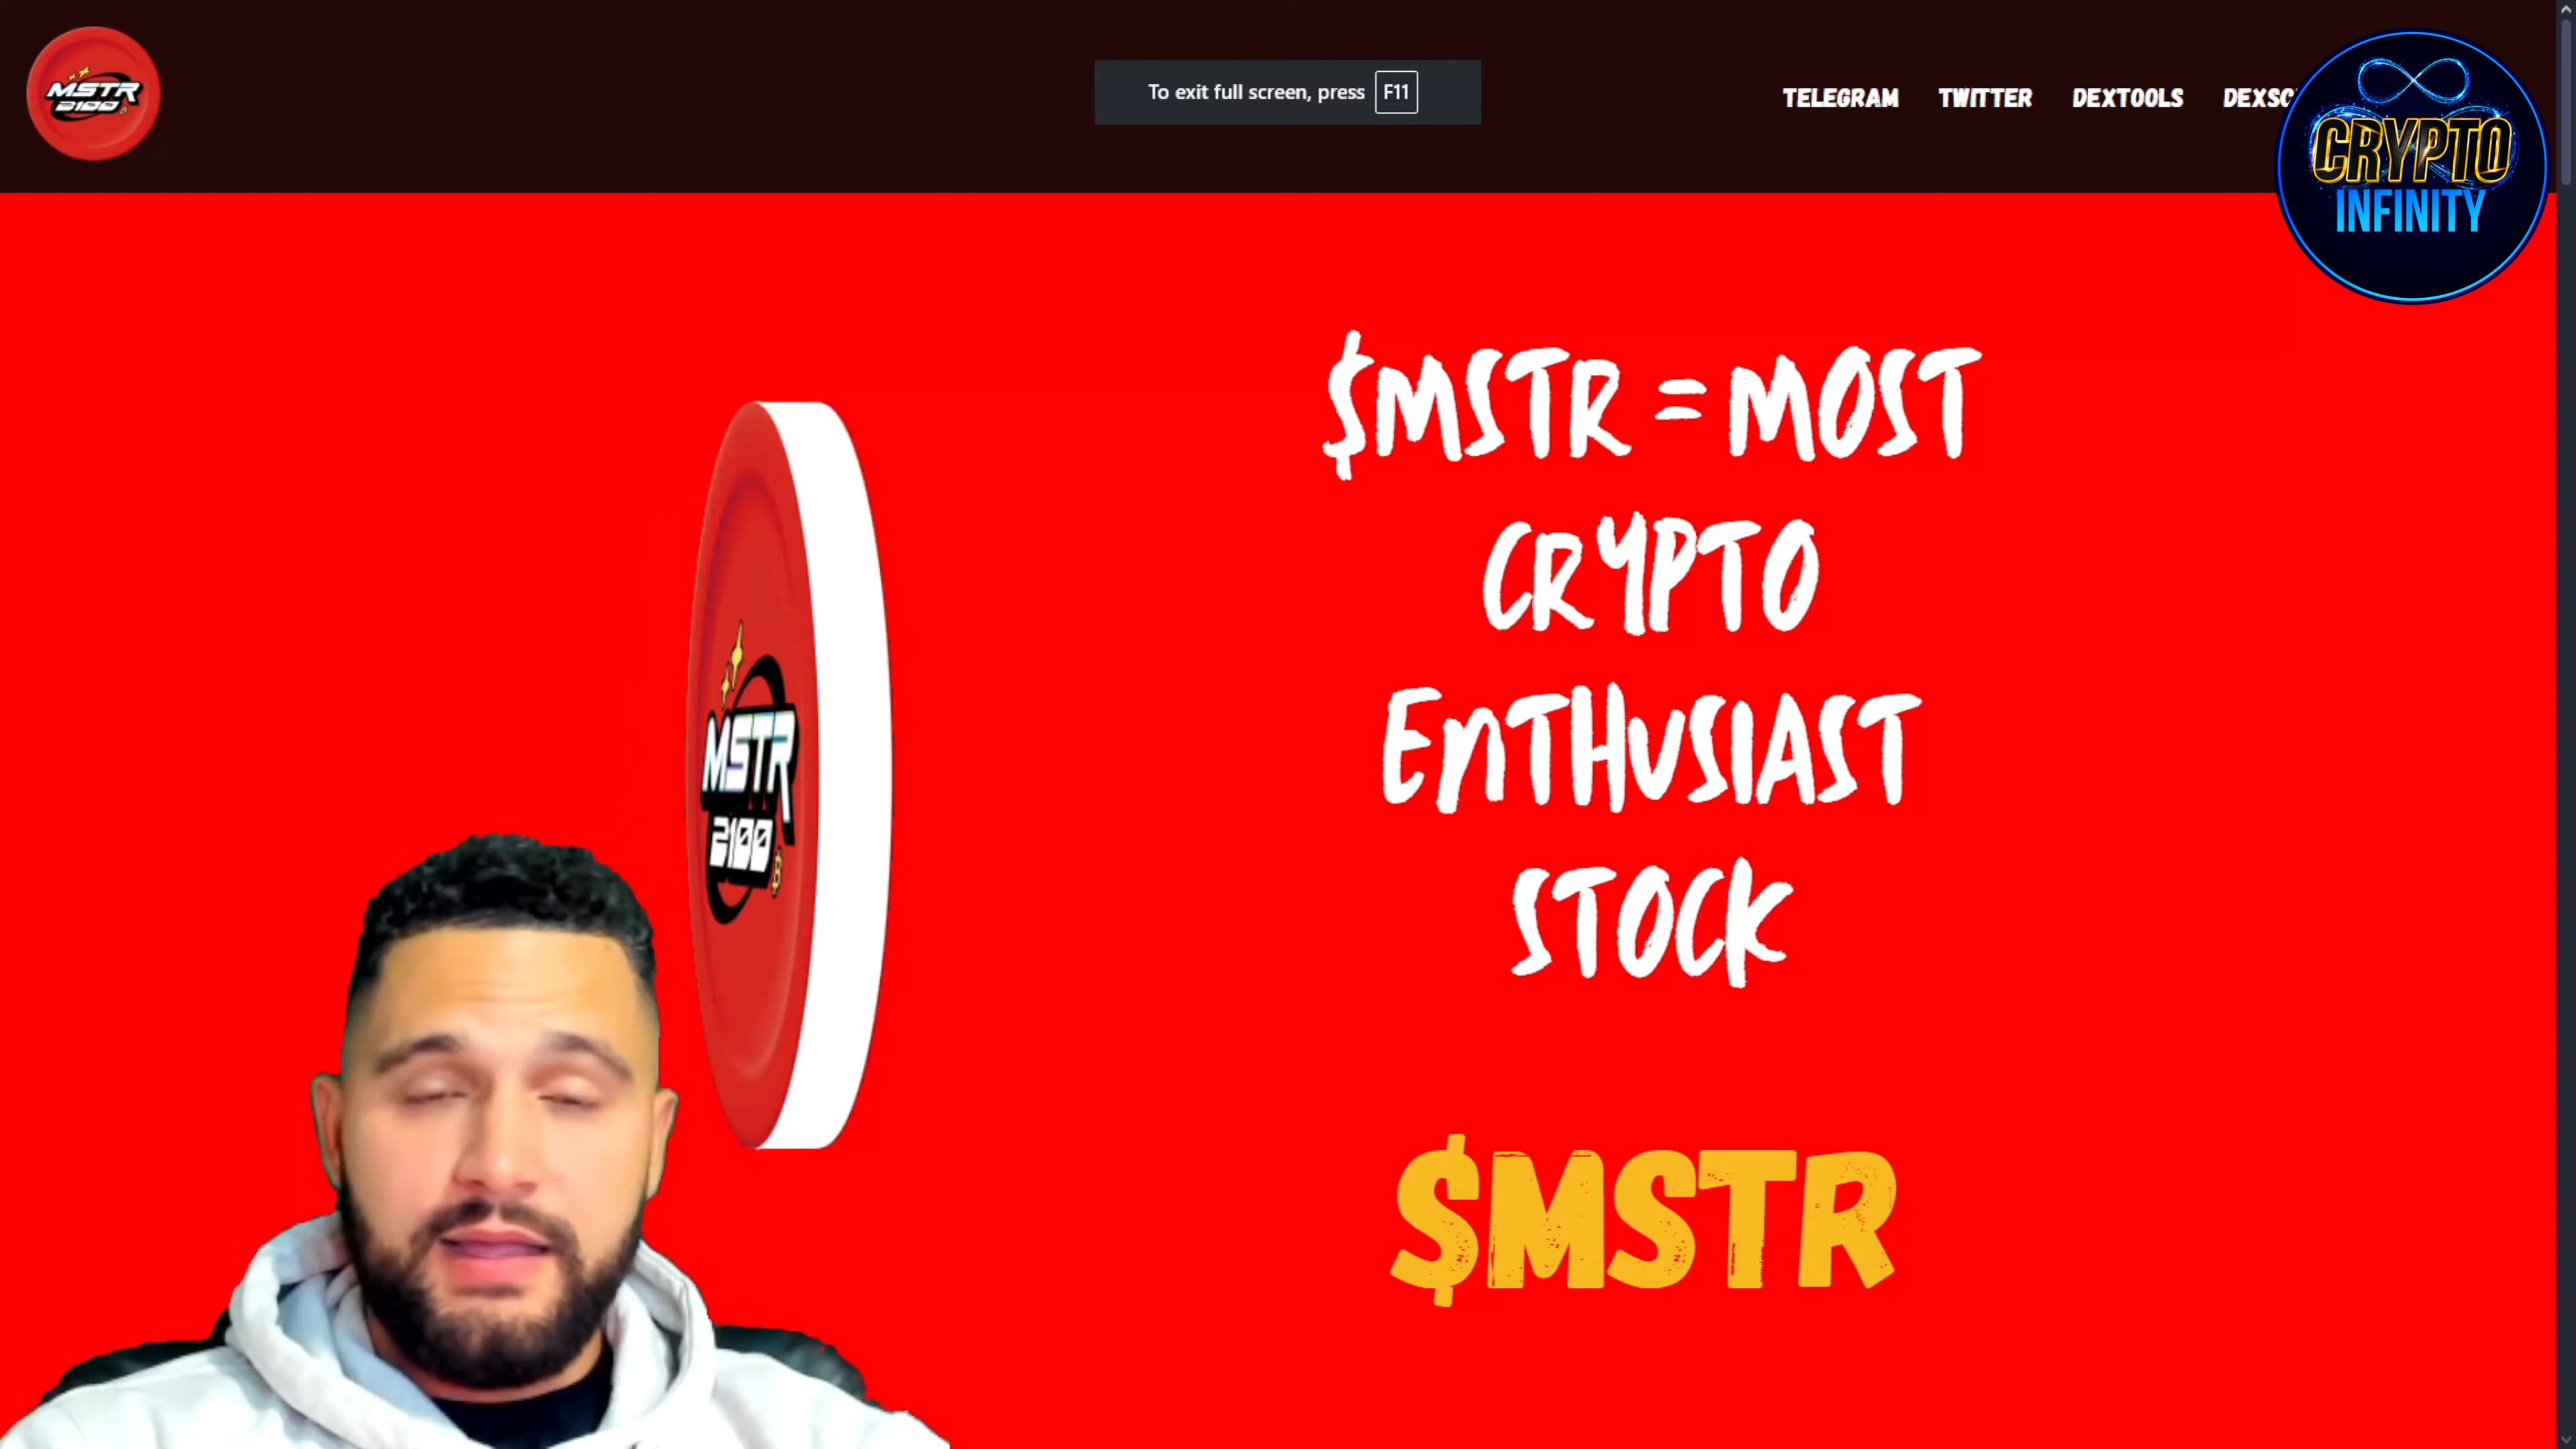 MSTR
2100
To exit full screen, press F11
TELEGRAM TWITTER DEXTOOLS
CRYPTO
INFINITY
$MSTR = MOST
CRYPTO
ENTHUSIAST
STOCK
MSTR
2100
$MSTR